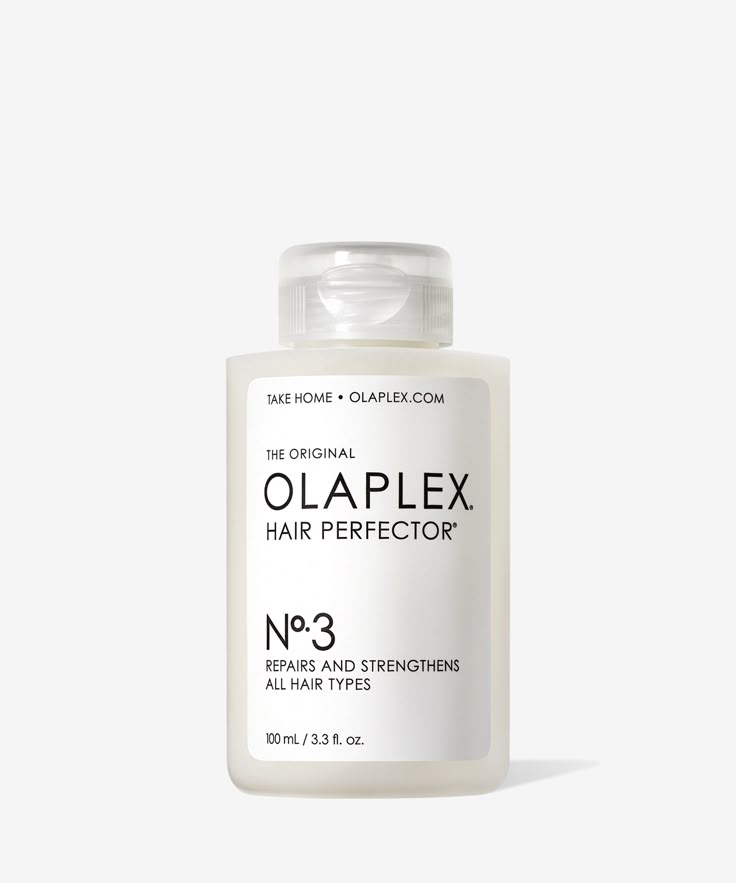 TAKE HOME • OLAPLEX.COM
THE ORIGINAL
OLAPLEX®
HAIR PERFECTOR®
Nº.3
REPAIRS AND STRENGTHENS
ALL HAIR TYPES
100 mL / 3.3 fl. oz.